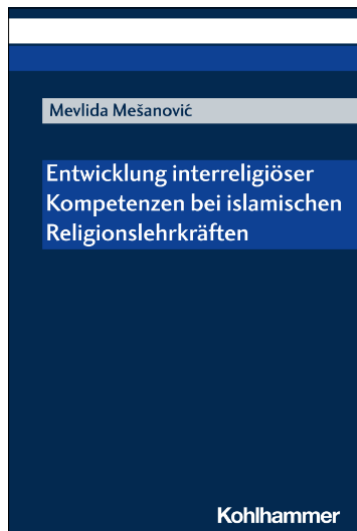 Mevlida Mešanović
Entwicklung interreligiöser
Kompetenzen bei islamischen
Religionslehrkräften
Kohlhammer